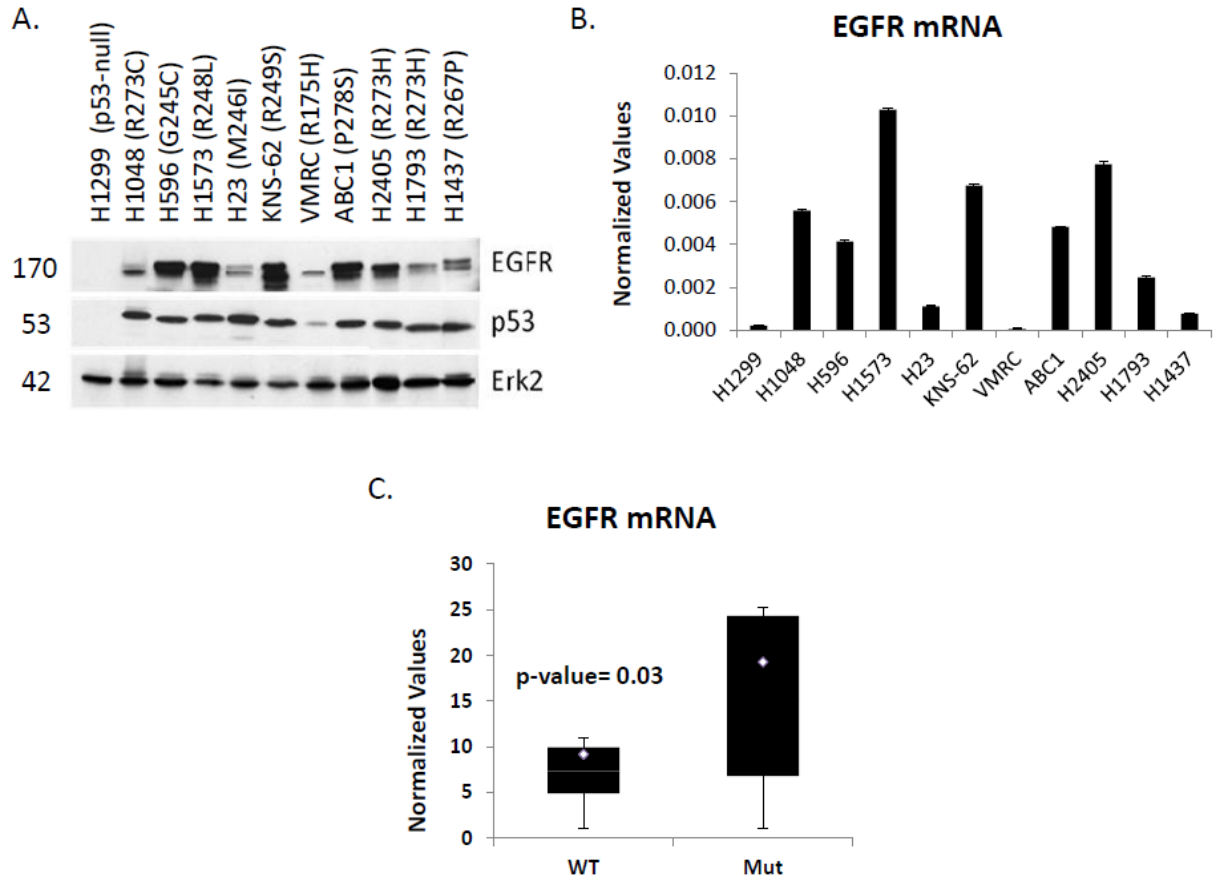 A.
H1299 (p53-null)
H1048 (R273C)
H596 (G245C)
H1573 (R248L)
H23 (M246I)
KNS-62 (R249S)
VMRC (R175H)
ABC1 (P278S)
H2405 (R273H)
H1793 (R273H)
H1437 (R267P)
170 EGFR
53 p53
42 Erk2
B.
EGFR mRNA
Normalized Values
0.012
0.010
0.008
0.006
0.004
0.002
0.000
H1299
H1048
H596
H1573
H23
KNS-62
VMRC
ABC1
H2405
H1793
H1437
C.
EGFR mRNA
Normalized Values
30
25
20
15
10
5
0
p-value= 0.03
WT
Mut